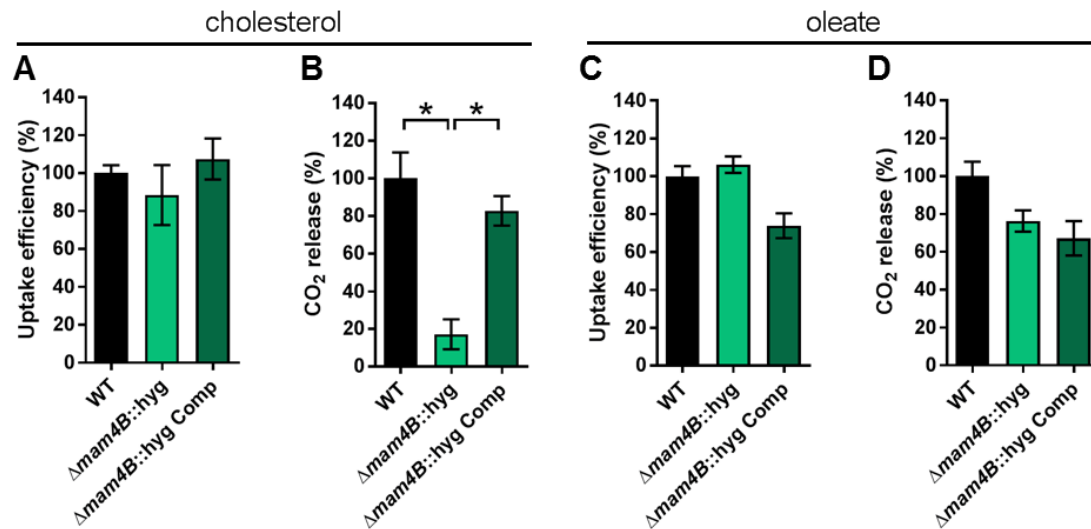 cholesterol
oleate
A
B
C
D
Uptake efficiency (%)
140
120
100
80
60
40
20
0
WT
Δmam4B::hyg
Δmam4B::hyg Comp
CO₂ release (%)
140
120
100
80
60
40
20
0
* *
WT
Δmam4B::hyg
Δmam4B::hyg Comp
Uptake efficiency (%)
140
120
100
80
60
40
20
0
WT
Δmam4B::hyg
Δmam4B::hyg Comp
CO₂ release (%)
140
120
100
80
60
40
20
0
WT
Δmam4B::hyg
Δmam4B::hyg Comp